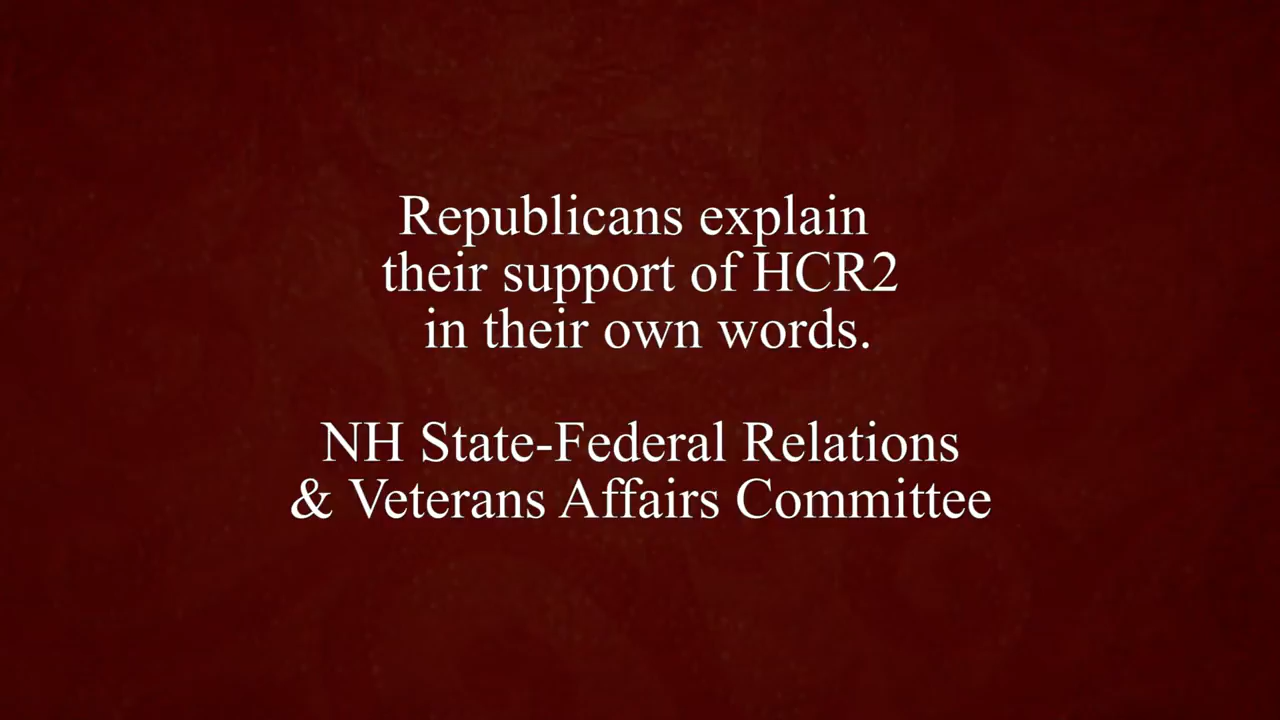 Republicans explain
their support of HCR2
in their own words.
NH State-Federal Relations
& Veterans Affairs Committee